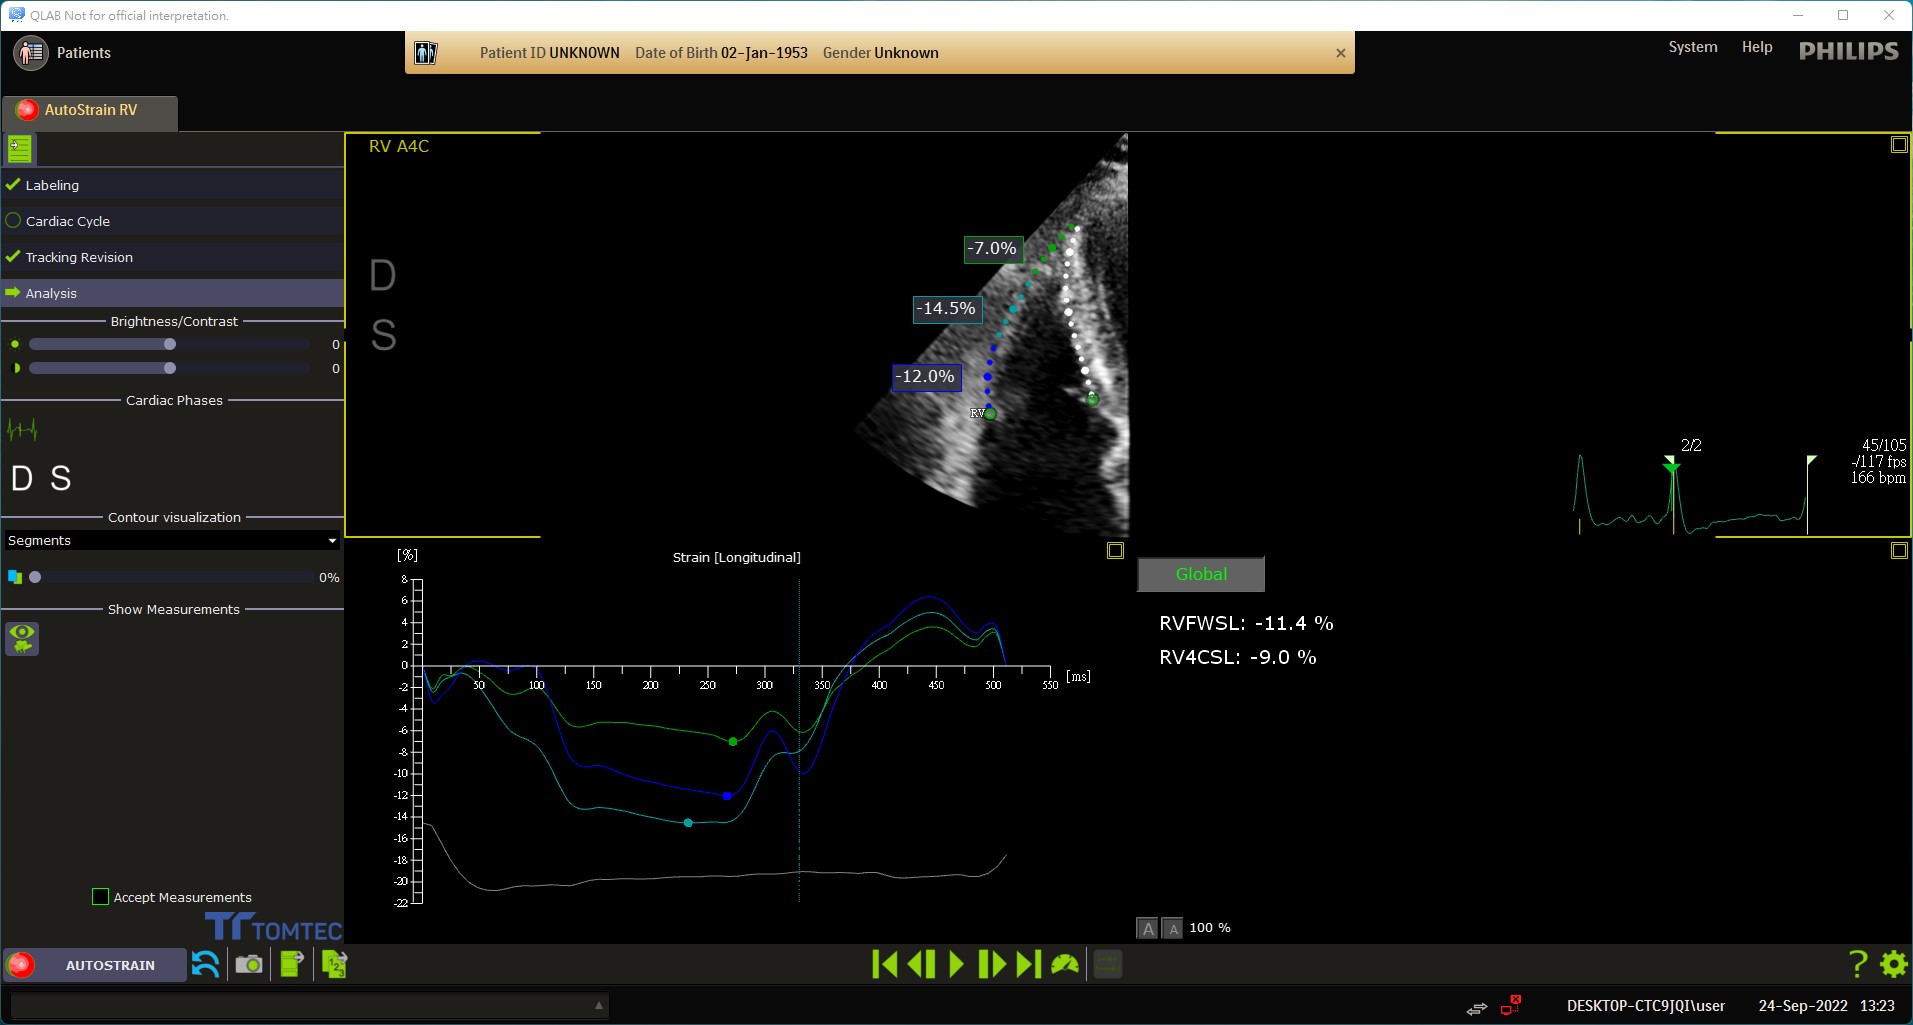 QLAB Not for official interpretation.
Patients
Patient ID UNKNOWN Date of Birth 02-Jan-1953 Gender Unknown
System Help PHILIPS
AutoStrain RV
Labeling
Cardiac Cycle
Tracking Revision
Analysis
Brightness/Contrast
0
0
Cardiac Phases
D S
Contour visualization
Segments
0%
Show Measurements
Accept Measurements
TOMTEC
RV A4C
D
S
-7.0%
-14.5%
-12.0%
RV
2/2
45/105
-/117 fps
166 bpm
[%]
Strain [Longitudinal]
8
6
4
2
0
-2
-4
-6
-8
-10
-12
-14
-16
-18
-20
-22
50 100 150 200 250 300 350 400 450 500 550 [ms]
Global
RVFWSL: -11.4 %
RV4CSL: -9.0 %
A A 100 %
AUTOSTRAIN
1 2 3
?
DESKTOP-CTC9JQI\user 24-Sep-2022 13:23